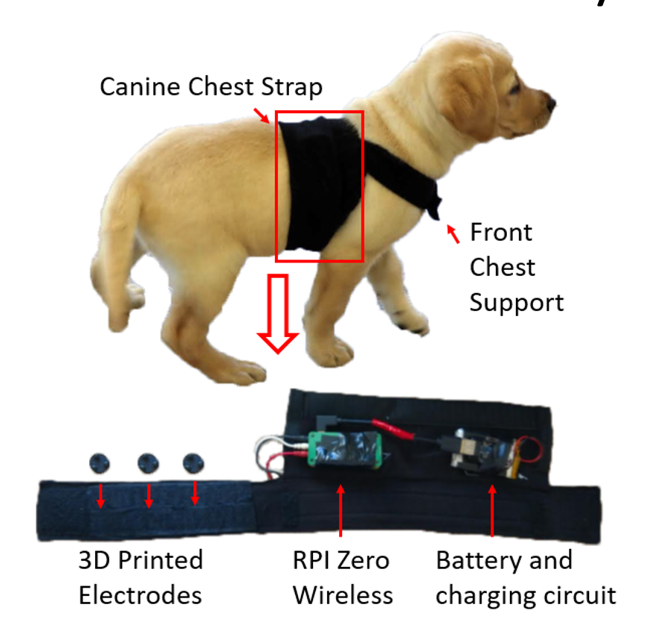 Canine Chest Strap
Front
Chest
Support
3D Printed
Electrodes
RPI Zero
Wireless
Battery and
charging circuit